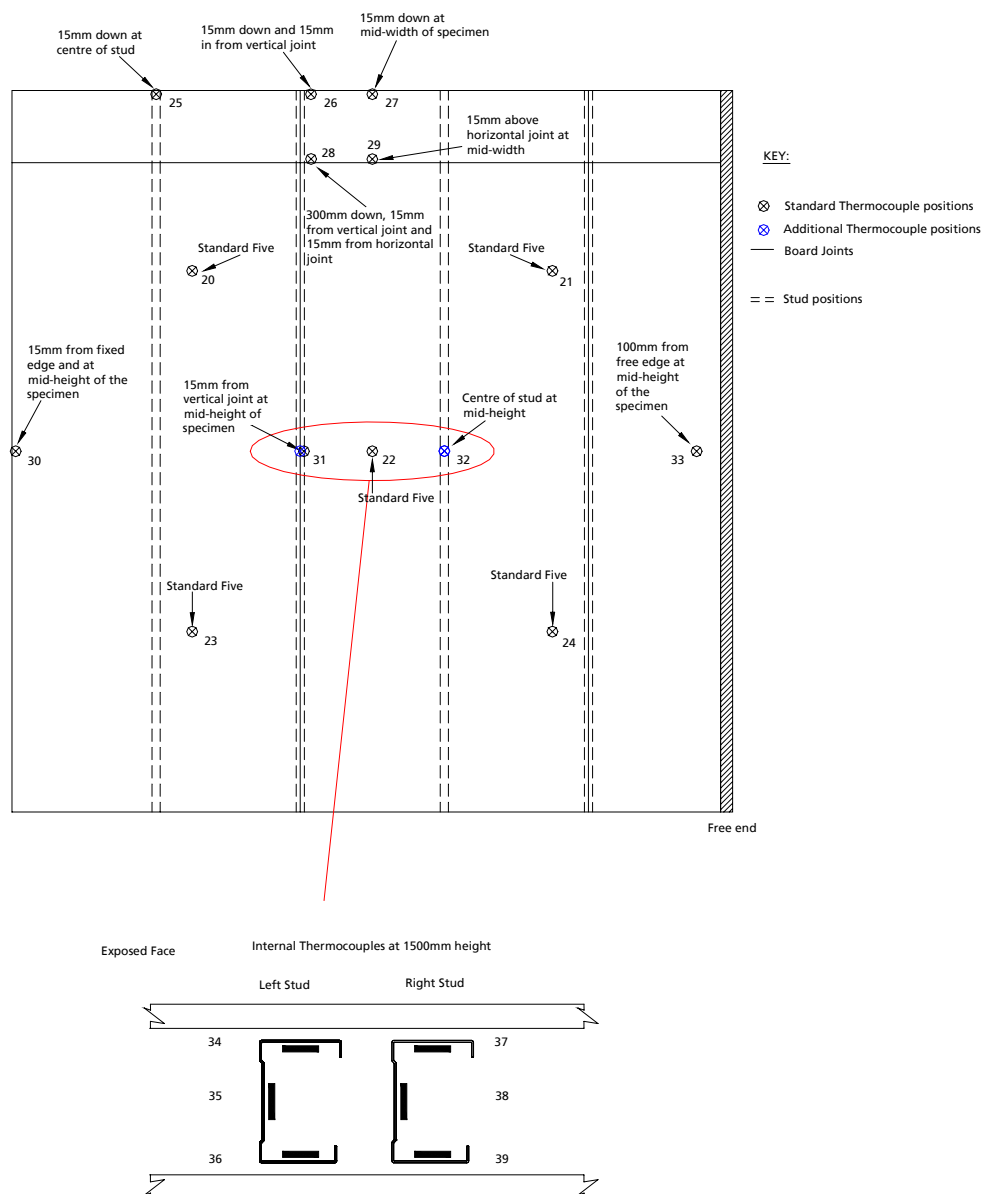 15mm down at
mid-width of specimen
15mm down at
centre of stud
15mm down and 15mm
in from vertical joint
25
26
27
15mm above
horizontal joint at
mid-width
28
29
300mm down, 15mm
from vertical joint and
15mm from horizontal
joint
KEY:
Standard Thermocouple positions
Additional Thermocouple positions
Board Joints
Stud positions
Standard Five
20
Standard Five
21
15mm from fixed
edge and at
mid-height of the
specimen
15mm from
vertical joint at
mid-height of
specimen
Centre of stud at
mid-height
100mm from
free edge at
mid-height
of the
specimen
30
31
22
32
33
Standard Five
Standard Five
23
Standard Five
24
Free end
Exposed Face
Internal Thermocouples at 1500mm height
Left Stud
Right Stud
34
37
35
38
36
39